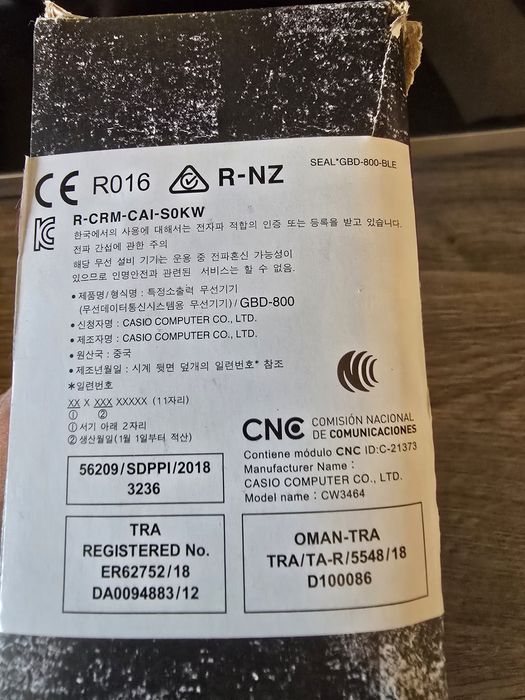 SEAL*GBD-800-BLE
CE R016 R-NZ
R-CRM-CAI-S0KW
한국에서의 사용에 대해서는 전자파 적합의 인증 또는 등록을 받고 있습니다.
전파 간섭에 관한 주의
해당 무선 설비 기기는 운용 중 전파혼신 가능성이
있으므로 인명안전과 관련된 서비스는 할 수 없음.
• 제품명/형식명 : 특정소출력 무선기기
(무선데이터통신시스템용 무선기기) / GBD-800
• 신청자명 : CASIO COMPUTER CO., LTD.
• 제조자명 : CASIO COMPUTER CO., LTD.
• 원산국 : 중국
• 제조년월일 : 시계 뒷면 덮개의 일련번호* 참조
*일련번호
XX X XXX XXXXX (11자리)
① ②
① 서기 아래 2자리
② 생산월일(1월 1일부터 적산)
CNC COMISIÓN NACIONAL
DE COMUNICACIONES
Contiene módulo CNC ID:C-21373
Manufacturer Name :
CASIO COMPUTER CO., LTD.
Model name : CW3464
56209/SDPPI/2018
3236
TRA
REGISTERED No.
ER62752/18
DA0094883/12
OMAN-TRA
TRA/TA-R/5548/18
D100086